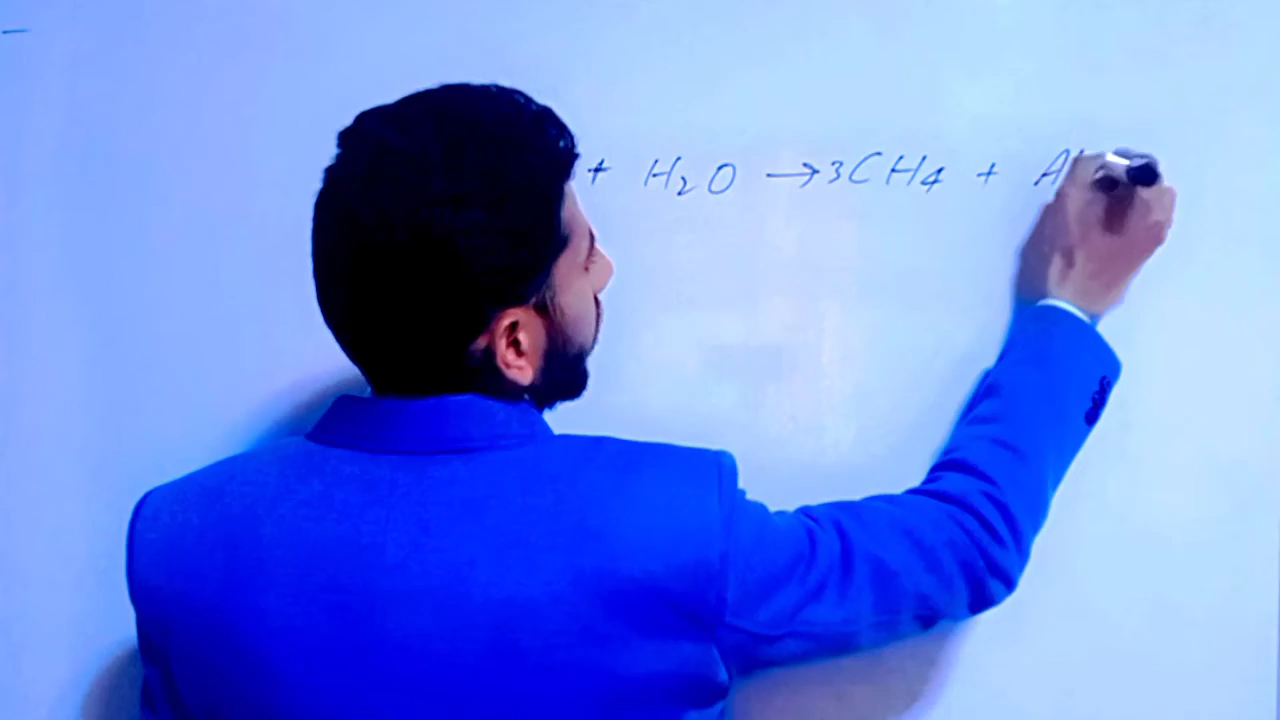 + H₂O → 3CH₄ + Al